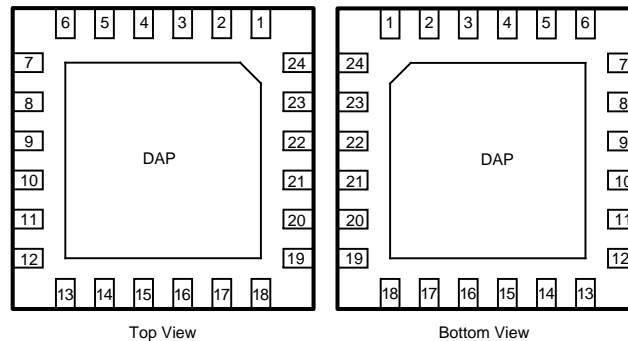 6 5 4 3 2 1
7 24
8 23
9 DAP 22
10 21
11 20
12 19
13 14 15 16 17 18
Top View
1 2 3 4 5 6
24 7
23 8
22 9
DAP
21 10
20 11
19 12
18 17 16 15 14 13
Bottom View